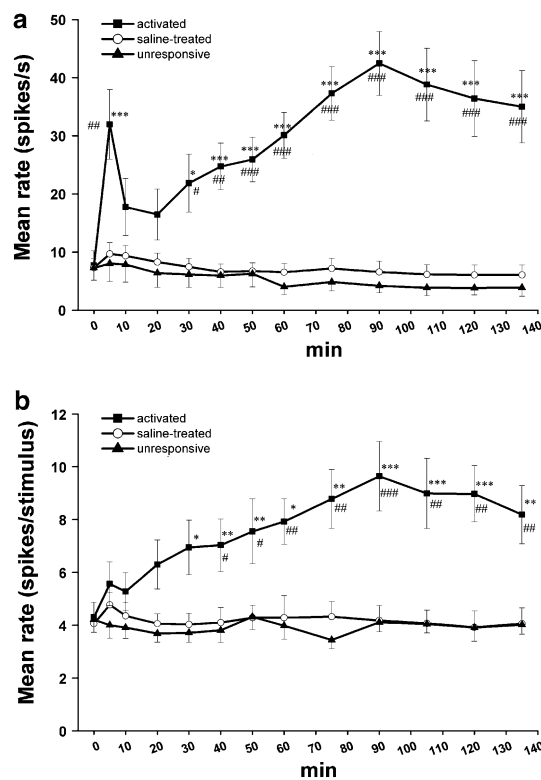 a
activated
saline-treated
unresponsive
Mean rate (spikes/s)
50
40
30
20
10
0
## ***
* #
*** ##
*** ###
*** ###
*** ###
*** ###
*** ###
*** ###
*** ###
0 10 20 30 40 50 60 70 80 90 100 110 120 130 140
min
b
activated
saline-treated
unresponsive
Mean rate (spikes/stimulus)
12
10
8
6
4
2
0
*
** #
** #
* ##
** ##
*** ###
*** ##
*** ##
** ##
0 10 20 30 40 50 60 70 80 90 100 110 120 130 140
min